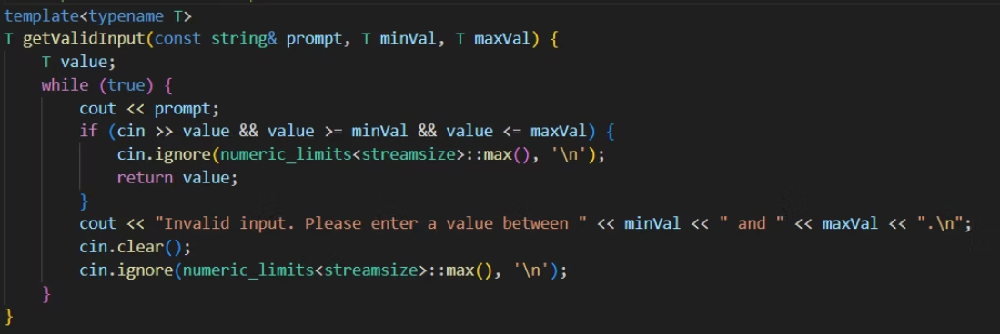 template<typename T>
T getValidInput(const string& prompt, T minVal, T maxVal) {
    T value;
    while (true) {
        cout << prompt;
        if (cin >> value && value >= minVal && value <= maxVal) {
            cin.ignore(numeric_limits<streamsize>::max(), '\n');
            return value;
        }
        cout << "Invalid input. Please enter a value between " << minVal << " and " << maxVal << ".\n";
        cin.clear();
        cin.ignore(numeric_limits<streamsize>::max(), '\n');
    }
}